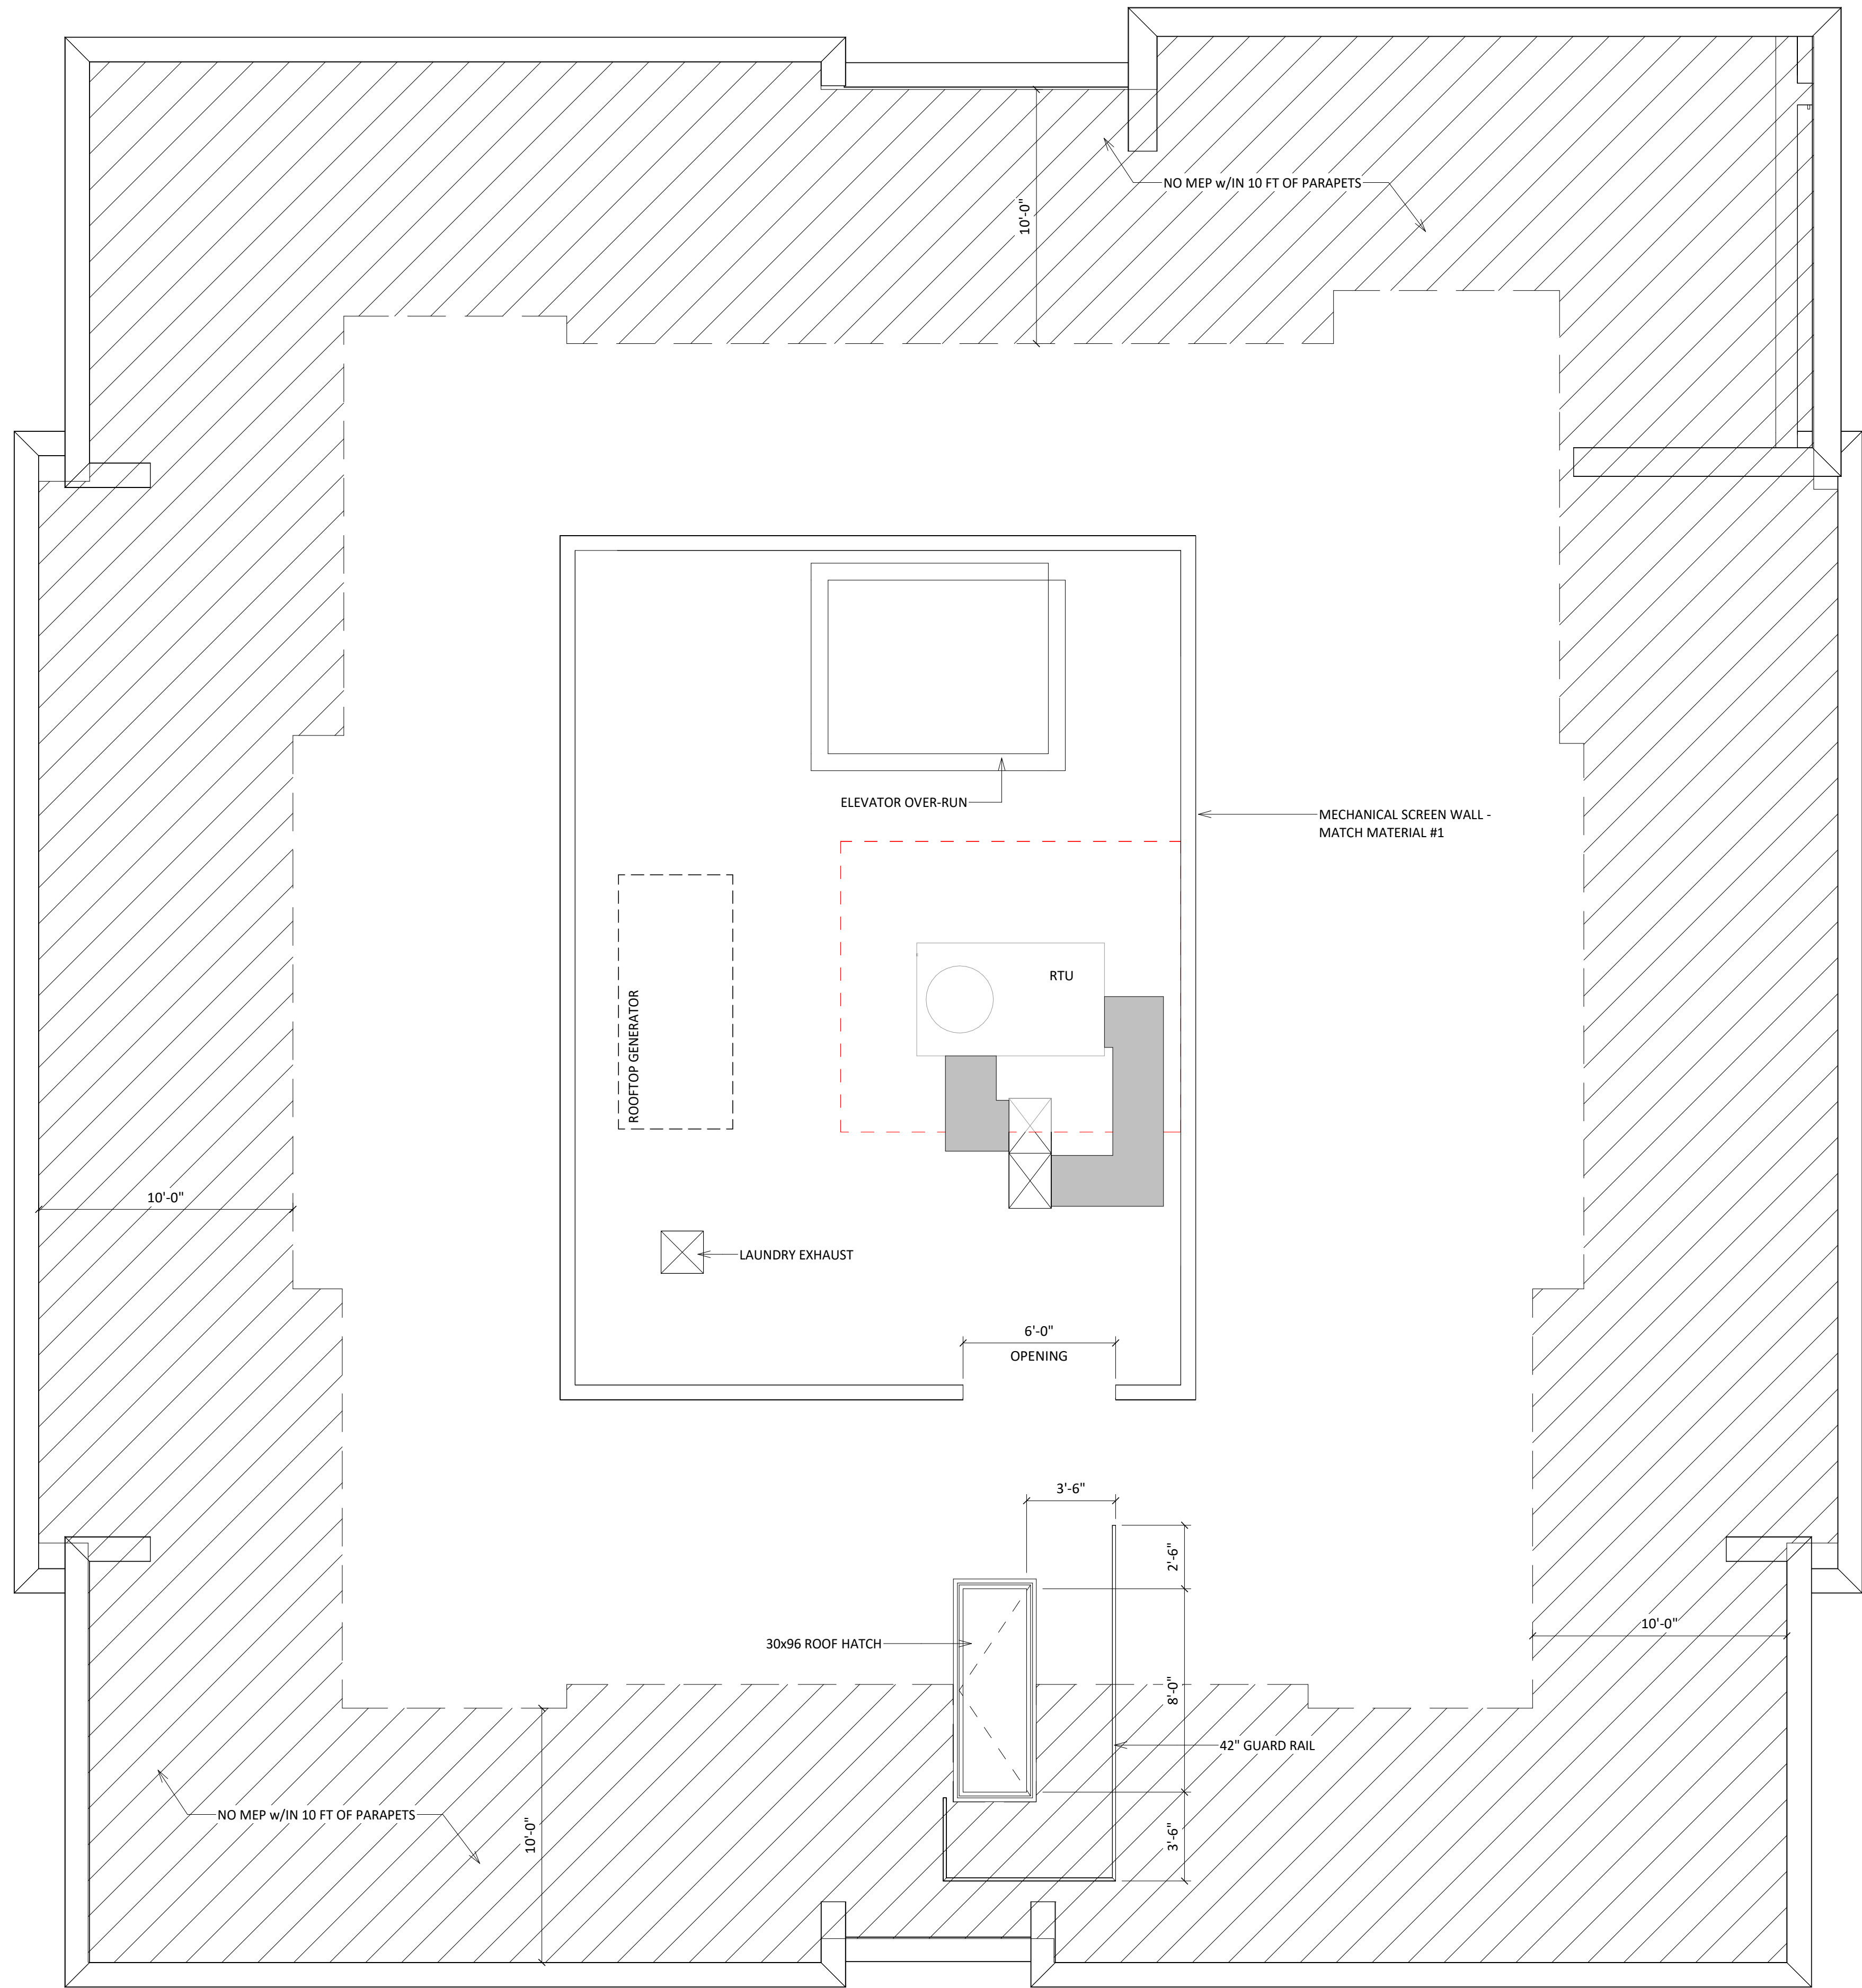 NO MEP w/IN 10 FT OF PARAPETS
10'-0"
ELEVATOR OVER-RUN
MECHANICAL SCREEN WALL -
MATCH MATERIAL #1
RTU
ROOFTOP GENERATOR
10'-0"
LAUNDRY EXHAUST
6'-0"
OPENING
3'-6"
2'-6"
30x96 ROOF HATCH
10'-0"
8'-0"
42" GUARD RAIL
NO MEP w/IN 10 FT OF PARAPETS
10'-0"
3'-6"